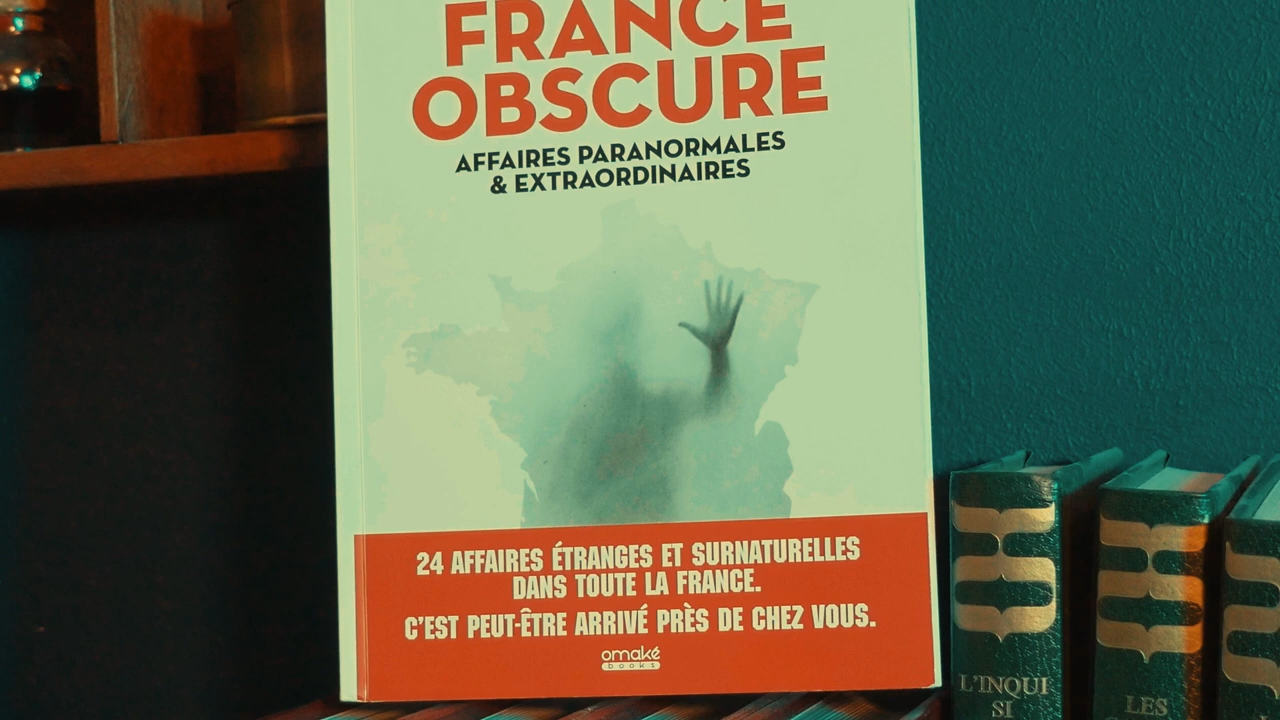 FRANCE
OBSCURE
AFFAIRES PARANORMALES
& EXTRAORDINAIRES
24 AFFAIRES ÉTRANGES ET SURNATURELLES
DANS TOUTE LA FRANCE.
C'EST PEUT-ÊTRE ARRIVÉ PRÈS DE CHEZ VOUS.
omaké
books
L'INQUI
SI
LES